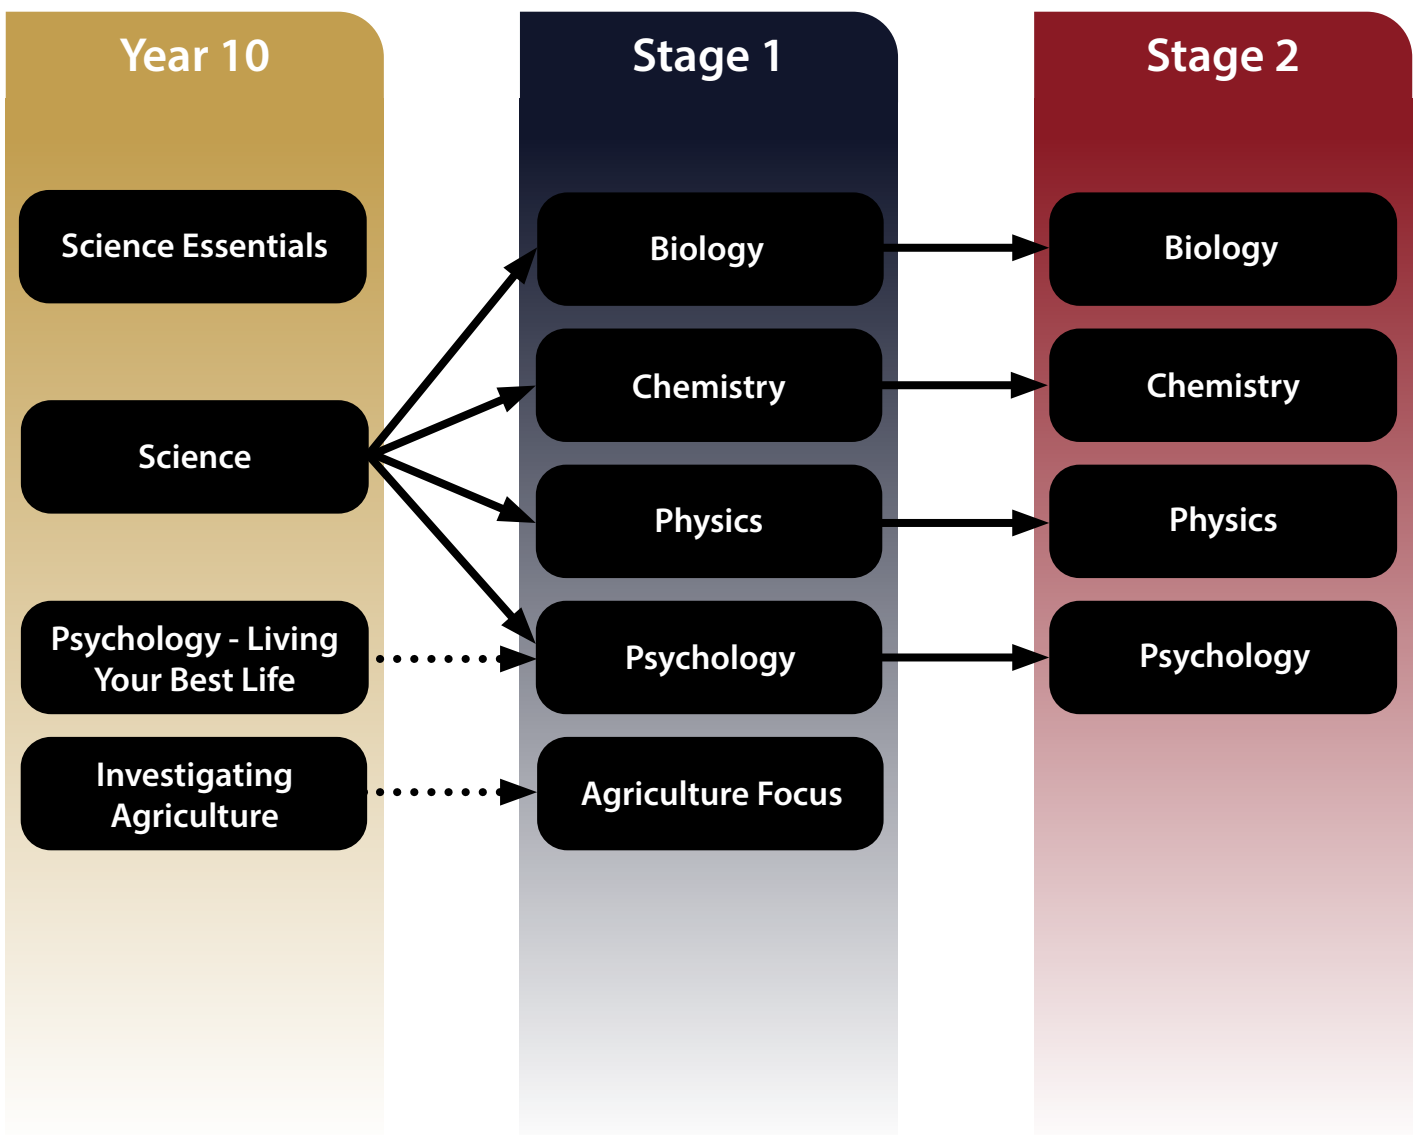 Year 10
Science Essentials
Science
Psychology - Living
Your Best Life
Investigating
Agriculture
Stage 1
Biology
Chemistry
Physics
Psychology
Agriculture Focus
Stage 2
Biology
Chemistry
Physics
Psychology